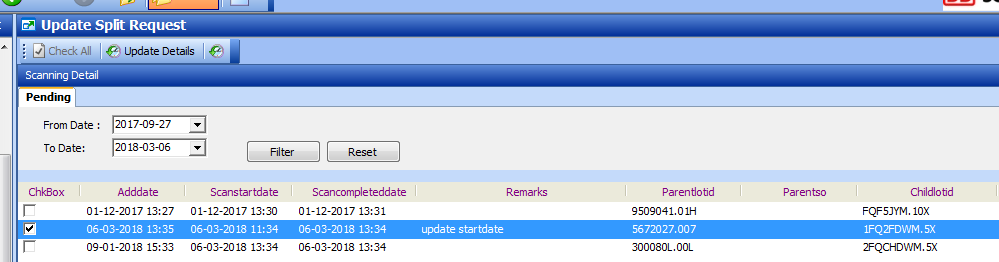 Update Split Request
Check All Update Details
Scanning Detail
Pending
From Date : 2017-09-27
To Date: 2018-03-06 Filter Reset
ChkBox Adddate Scanstartdate Scancompleteddate Remarks Parentlotid Parentso Childlotid
01-12-2017 13:27 01-12-2017 13:30 01-12-2017 13:31 9509041.01H FQF5JYM.10X
06-03-2018 13:35 06-03-2018 11:34 06-03-2018 13:34 update startdate 5672027.007 1FQ2FDWM.5X
09-01-2018 15:33 06-03-2018 13:34 06-03-2018 13:34 300080L.00L 2FQCHDWM.5X